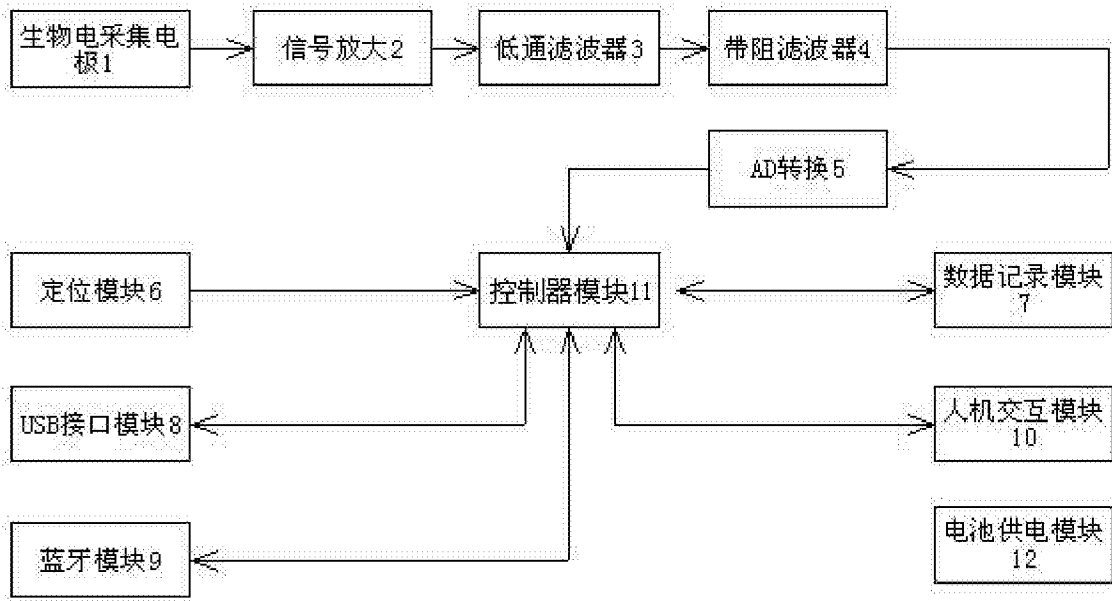 生物电采集电
极1
信号放大2
低通滤波器3
带阻滤波器4
AD转换5
定位模块6
控制器模块11
数据记录模块
7
USB接口模块8
人机交互模块
10
蓝牙模块9
电池供电模块
12